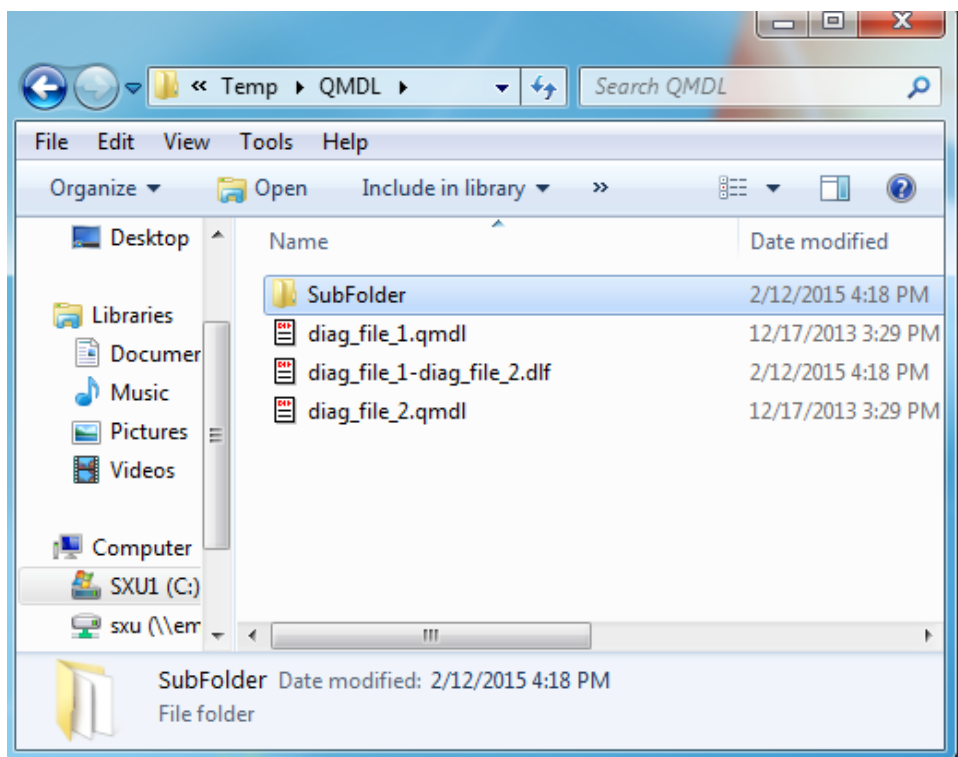 « Temp QMDL Search QMDL
File Edit View Tools Help
Organize Open Include in library »
Desktop
Libraries
Documer
Music
Pictures
Videos
Computer
SXU1 (C:)
sxu (\\em
Name Date modified
SubFolder 2/12/2015 4:18 PM
diag_file_1.qmdl 12/17/2013 3:29 PM
diag_file_1-diag_file_2.dlf 2/12/2015 4:18 PM
diag_file_2.qmdl 12/17/2013 3:29 PM
SubFolder Date modified: 2/12/2015 4:18 PM
File folder